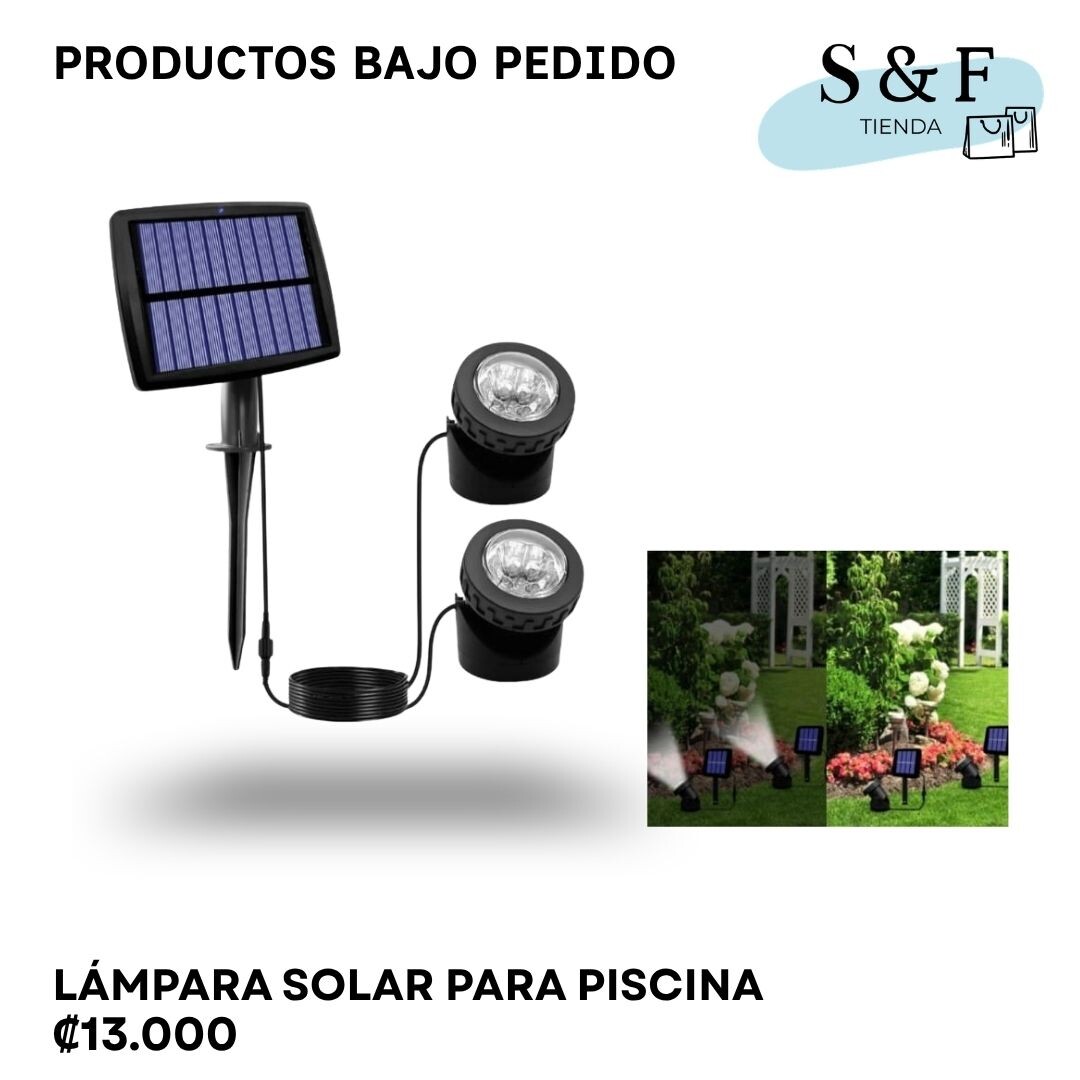 PRODUCTOS BAJO PEDIDO
S & F
TIENDA
LÁMPARA SOLAR PARA PISCINA
₡13.000